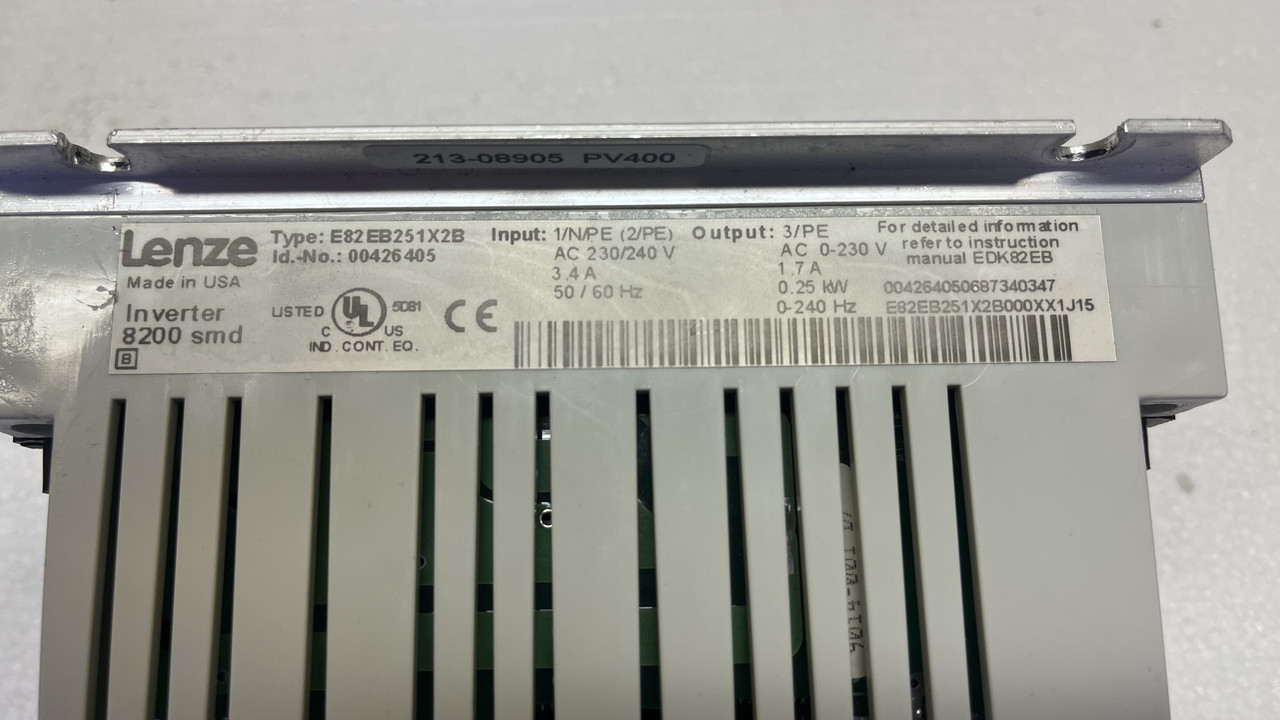 213-08905 PV400
Lenze
Made in USA
Inverter
8200 smd
B
Type: E82EB251X2B
Id.-No.: 00426405
LISTED
C UL US
5D81
IND. CONT. EQ.
CE
Input: 1/N/PE (2/PE)
AC 230/240 V
3.4 A
50 / 60 Hz
Output: 3/PE
AC 0-230 V
1.7 A
0.25 kW
0-240 Hz
For detailed information
refer to instruction
manual EDK82EB
004264050687340347
E82EB251X2B000XX1J15